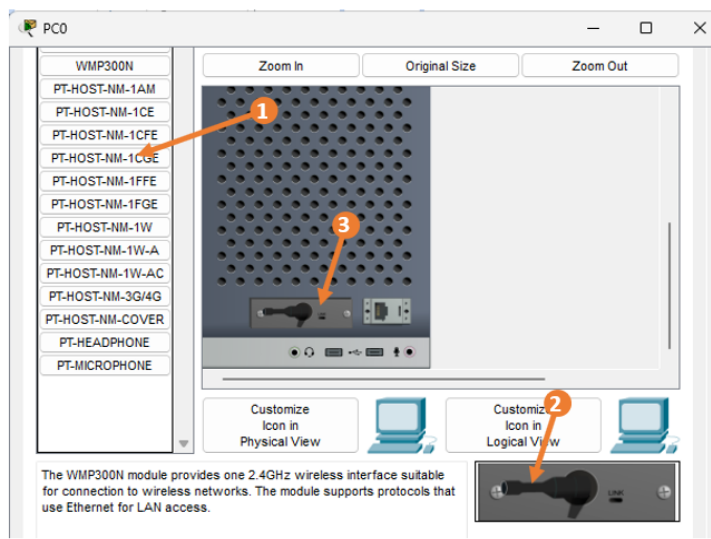 PC0
WMP300N
PT-HOST-NM-1AM
PT-HOST-NM-1CE
PT-HOST-NM-1CFE
PT-HOST-NM-1CGE
PT-HOST-NM-1FFE
PT-HOST-NM-1FGE
PT-HOST-NM-1W
PT-HOST-NM-1W-A
PT-HOST-NM-1W-AC
PT-HOST-NM-3G/4G
PT-HOST-NM-COVER
PT-HEADPHONE
PT-MICROPHONE
Zoom In
Original Size
Zoom Out
1
3
Customize
Icon in
Physical View
Customize
Icon in
Logical View
2
The WMP300N module provides one 2.4GHz wireless interface suitable
for connection to wireless networks. The module supports protocols that
use Ethernet for LAN access.
LINK